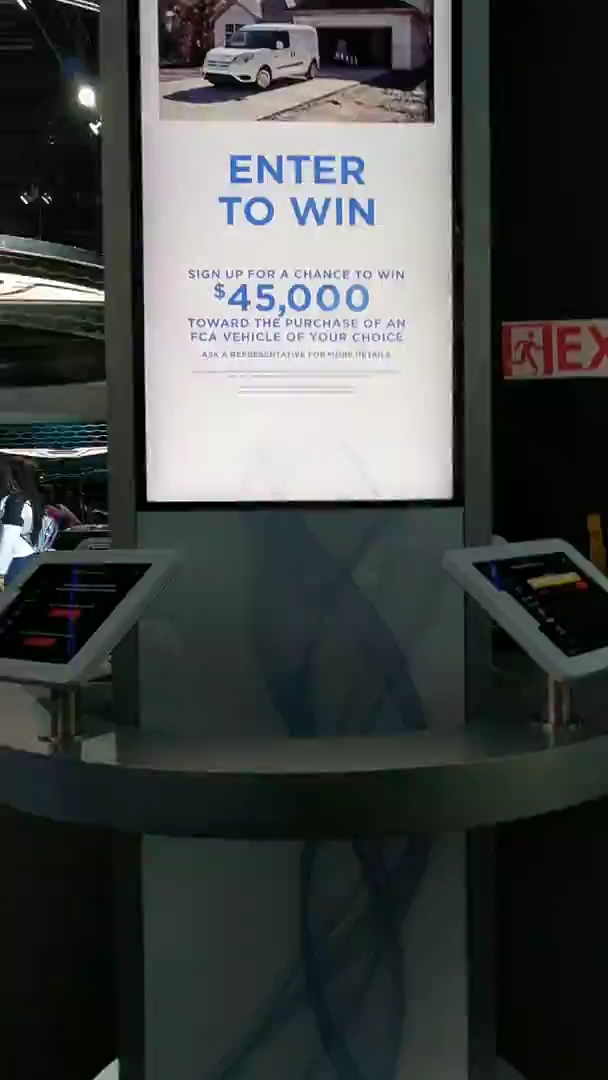 ENTER
TO WIN
SIGN UP FOR A CHANCE TO WIN
$45,000
TOWARD THE PURCHASE OF AN
FCA VEHICLE OF YOUR CHOICE
ASK A REPRESENTATIVE FOR MORE DETAILS